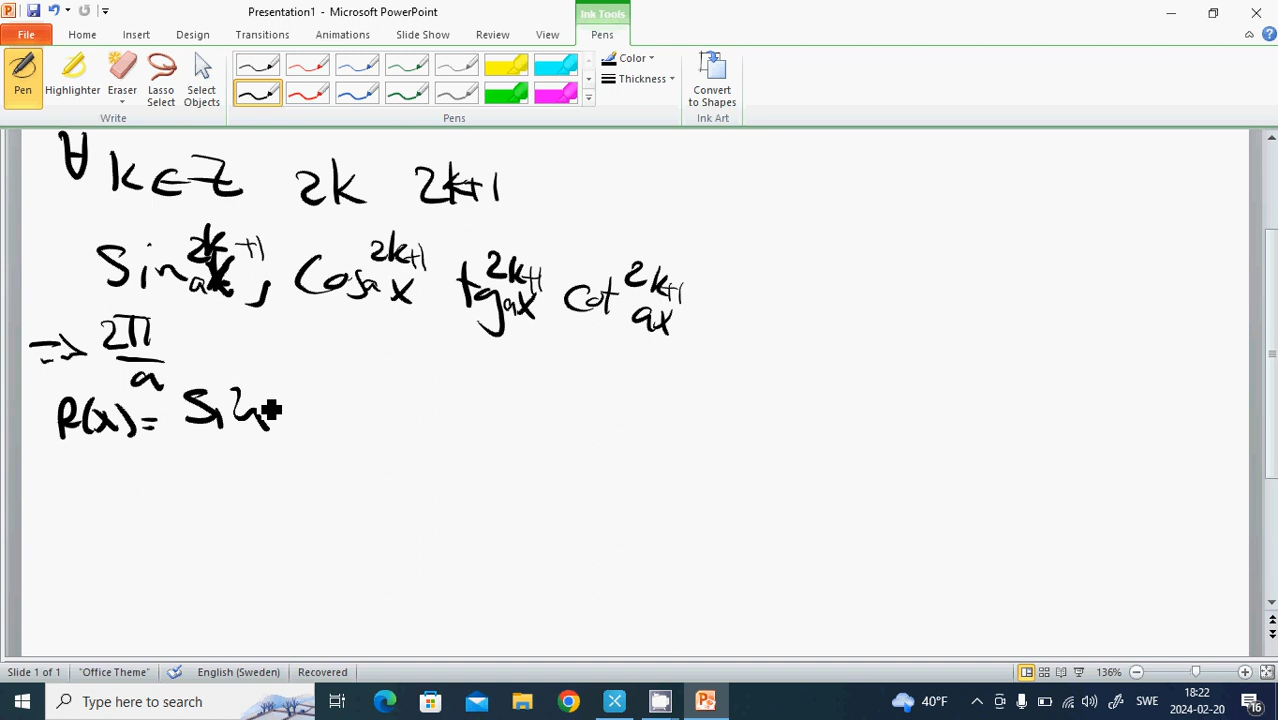 Presentation1 - Microsoft PowerPoint
Ink Tools
File Home Insert Design Transitions Animations Slide Show Review View Pens
Pen Highlighter Eraser Lasso Select Select Objects
Color Thickness
Convert to Shapes
Write Pens Ink Art
∀ k∈Z 2k 2k+1
Sin^{2k+1} ax, Cos^{2k+1} ax tg^{2k+1} ax Cot^{2k+1} ax
=> 2π/a
R(x)= Sin
Slide 1 of 1 "Office Theme" English (Sweden) Recovered 136%
Type here to search 40°F SWE 18:22
2024-02-20 16